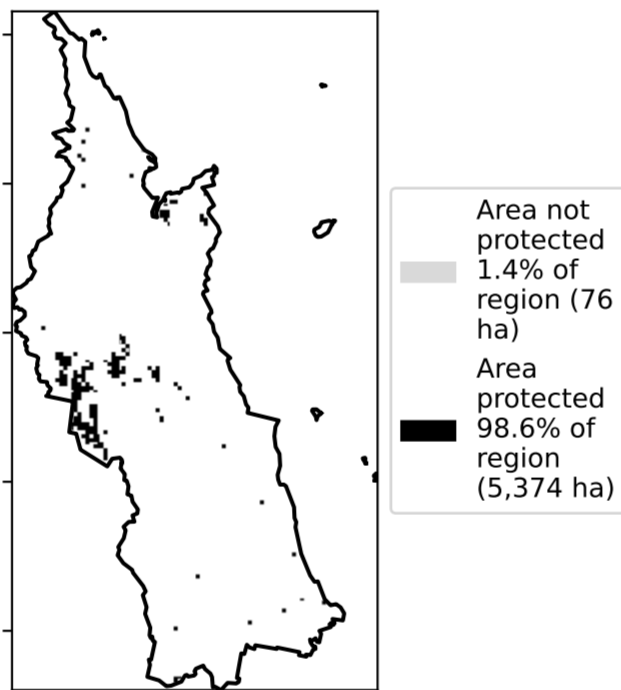 Area not
protected
1.4% of
region (76
ha)
Area
protected
98.6% of
region
(5,374 ha)